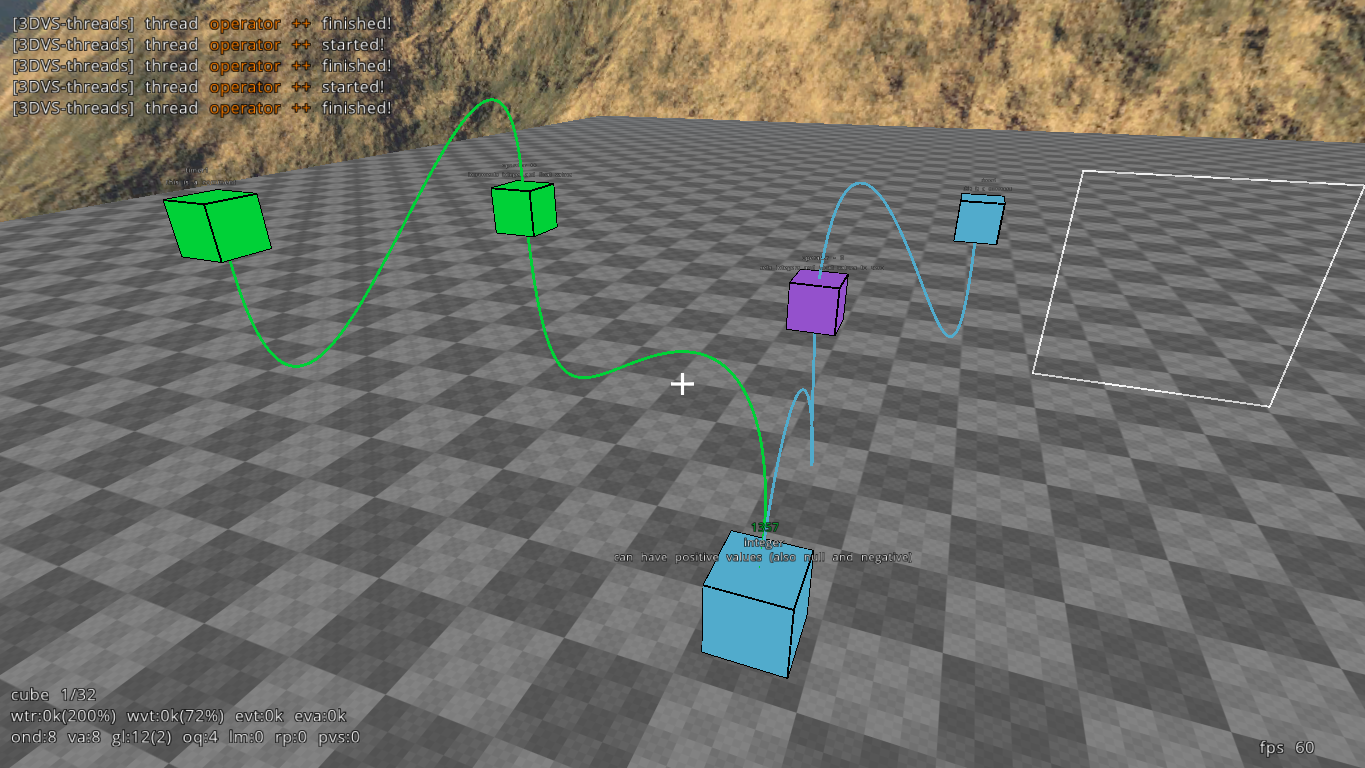 [3DVS-threads] thread operator ++ finished!
[3DVS-threads] thread operator ++ started!
[3DVS-threads] thread operator ++ finished!
[3DVS-threads] thread operator ++ started!
[3DVS-threads] thread operator ++ finished!
1357
integer
can have positive values (also null and negative)
cube 1/32
wtr:0k(200%) wvt:0k(72%) evt:0k eva:0k
ond:8 va:8 gl:12(2) oq:4 lm:0 rp:0 pvs:0
fps 60